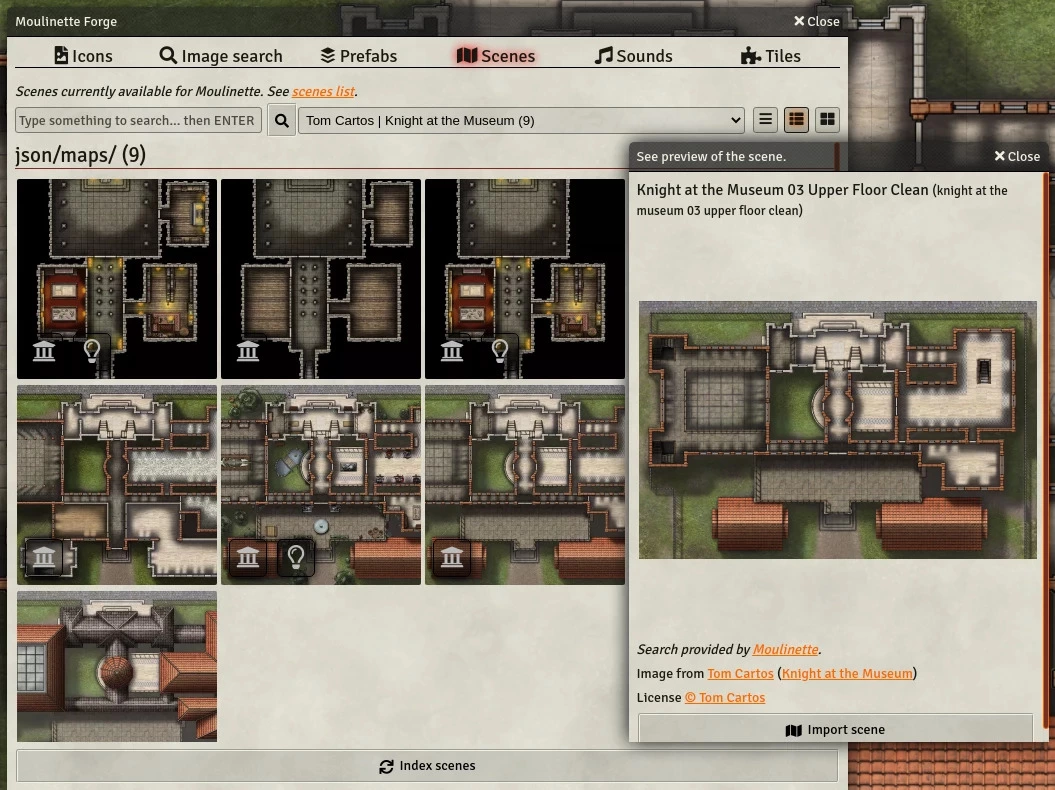 Moulinette Forge
Close
Icons
Image search
Prefabs
Scenes
Sounds
Tiles
Scenes currently available for Moulinette. See scenes list.
Type something to search... then ENTER
Tom Cartos | Knight at the Museum (9)
json/maps/ (9)
See preview of the scene.
Close
Knight at the Museum 03 Upper Floor Clean (knight at the
museum 03 upper floor clean)
Search provided by Moulinette.
Image from Tom Cartos (Knight at the Museum)
License © Tom Cartos
Import scene
Index scenes